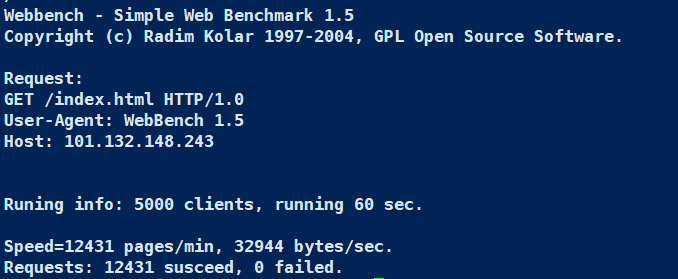 Webbench - Simple Web Benchmark 1.5
Copyright (c) Radim Kolar 1997-2004, GPL Open Source Software.
Request:
GET /index.html HTTP/1.0
User-Agent: WebBench 1.5
Host: 101.132.148.243
Runing info: 5000 clients, running 60 sec.
Speed=12431 pages/min, 32944 bytes/sec.
Requests: 12431 susceed, 0 failed.